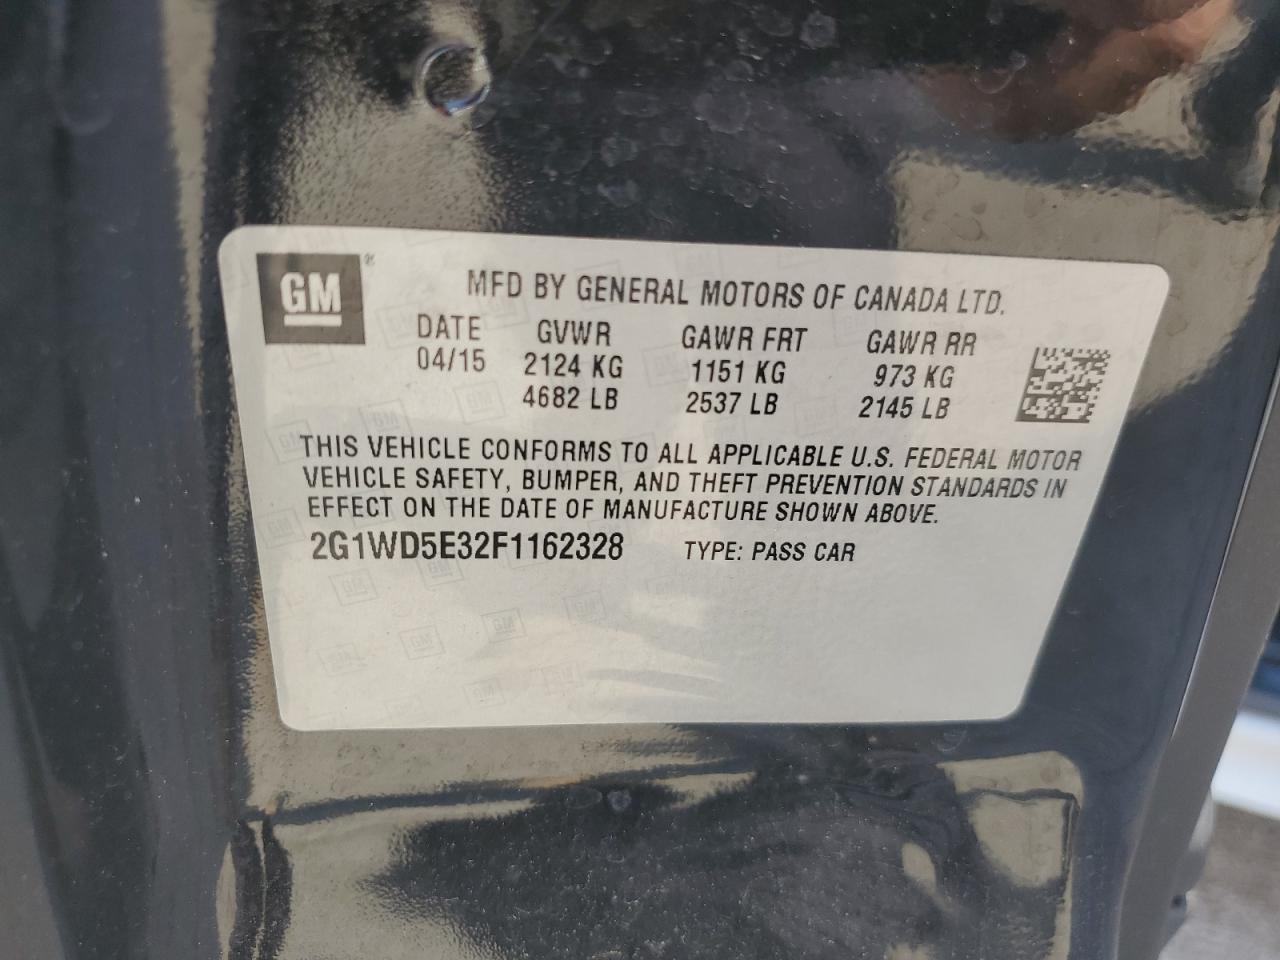 GM®
MFD BY GENERAL MOTORS OF CANADA LTD.
DATE GVWR GAWR FRT GAWR RR
04/15 2124 KG 1151 KG 973 KG
4682 LB 2537 LB 2145 LB
THIS VEHICLE CONFORMS TO ALL APPLICABLE U.S. FEDERAL MOTOR
VEHICLE SAFETY, BUMPER, AND THEFT PREVENTION STANDARDS IN
EFFECT ON THE DATE OF MANUFACTURE SHOWN ABOVE.
2G1WD5E32F1162328 TYPE: PASS CAR